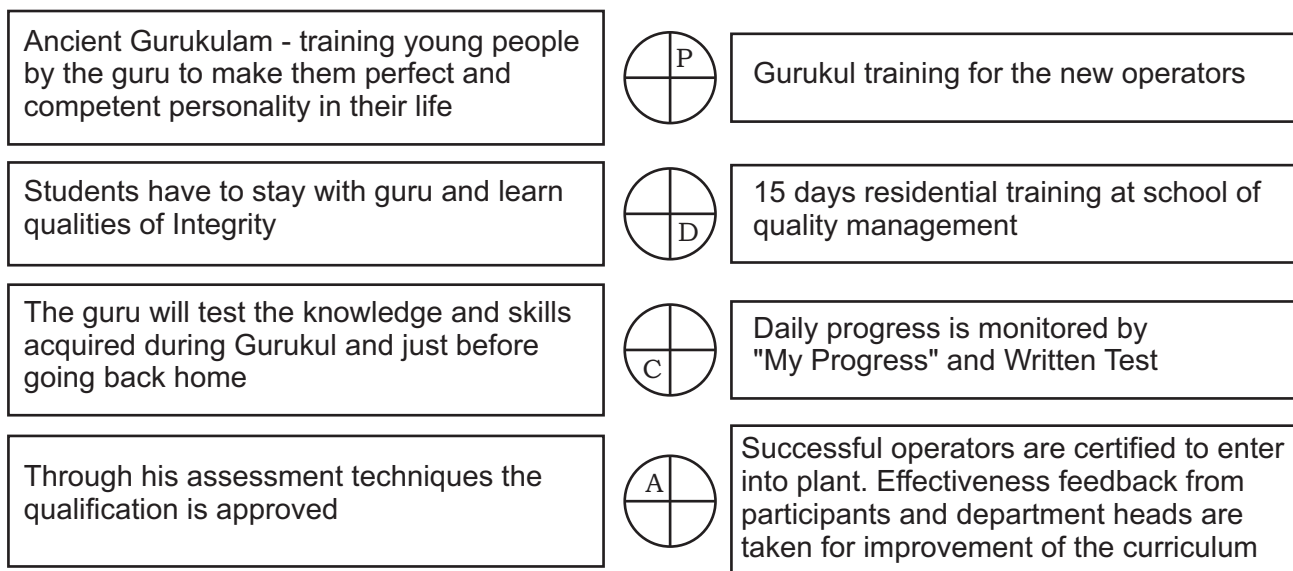 Ancient Gurukulam - training young people
by the guru to make them perfect and
competent personality in their life
P
Gurukul training for the new operators
Students have to stay with guru and learn
qualities of Integrity
D
15 days residential training at school of
quality management
The guru will test the knowledge and skills
acquired during Gurukul and just before
going back home
C
Daily progress is monitored by
"My Progress" and Written Test
Through his assessment techniques the
qualification is approved
A
Successful operators are certified to enter
into plant. Effectiveness feedback from
participants and department heads are
taken for improvement of the curriculum